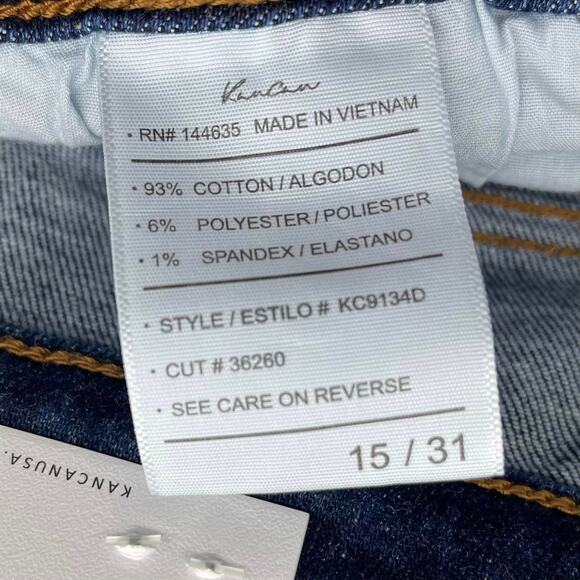 KanCan
· RN# 144635 MADE IN VIETNAM
· 93% COTTON / ALGODON
· 6% POLYESTER / POLIESTER
· 1% SPANDEX / ELASTANO
· STYLE / ESTILO # KC9134D
· CUT # 36260
· SEE CARE ON REVERSE
15 / 31
KANCANUSA.